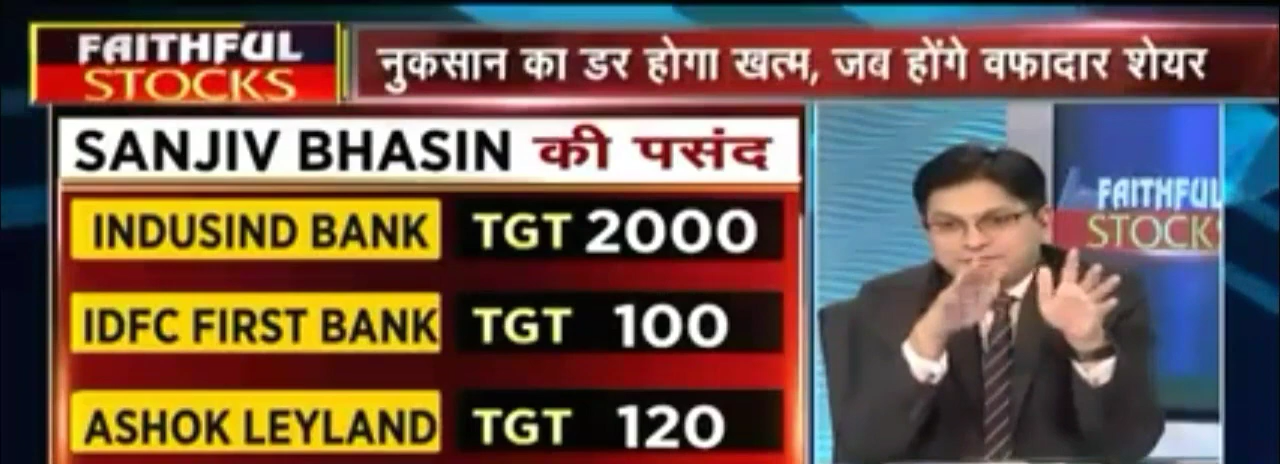 FAITHFUL
STOCKS
नुकसान का डर होगा खत्म, जब होंगे वफादार शेयर
SANJIV BHASIN की पसंद
INDUSIND BANK TGT 2000
IDFC FIRST BANK TGT 100
ASHOK LEYLAND TGT 120
FAITHFUL
STOCK